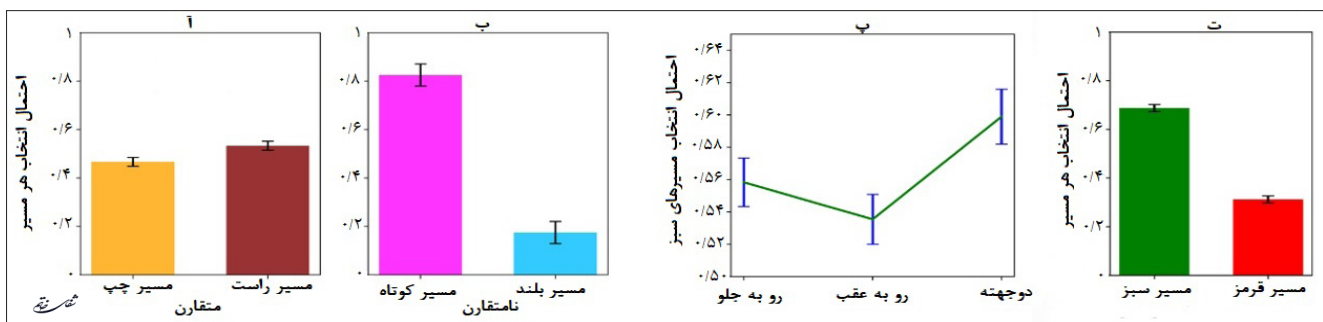 آ
احتمال انتخاب هر مسیر
۱
۰/۸
۰/۶
۰/۴
۰/۲
۰
مسیر چپ
مسیر راست
متقارن
ب
۱
۰/۸
۰/۶
۰/۴
۰/۲
۰
مسیر کوتاه
مسیر بلند
نامتقارن
پ
احتمال انتخاب مسیرهای سبز
۰/۶۴
۰/۶۲
۰/۶۰
۰/۵۸
۰/۵۶
۰/۵۴
۰/۵۲
۰/۵۰
رو به جلو
رو به عقب
دوجهته
ت
احتمال انتخاب هر مسیر
۱
۰/۸
۰/۶
۰/۴
۰/۲
۰
مسیر سبز
مسیر قرمز